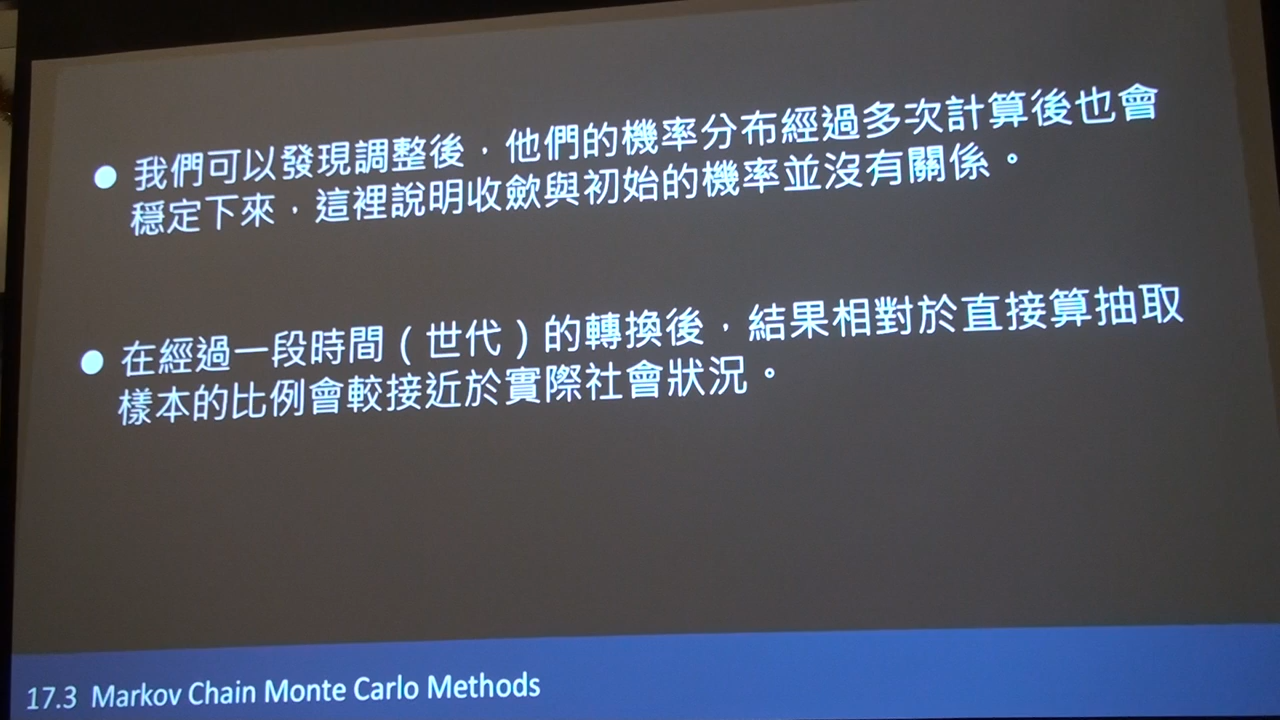 ● 我們可以發現調整後，他們的機率分布經過多次計算後也會
穩定下來，這裡說明收斂與初始的機率並沒有關係。
● 在經過一段時間（世代）的轉換後，結果相對於直接算抽取
樣本的比例會較接近於實際社會狀況。
17.3 Markov Chain Monte Carlo Methods